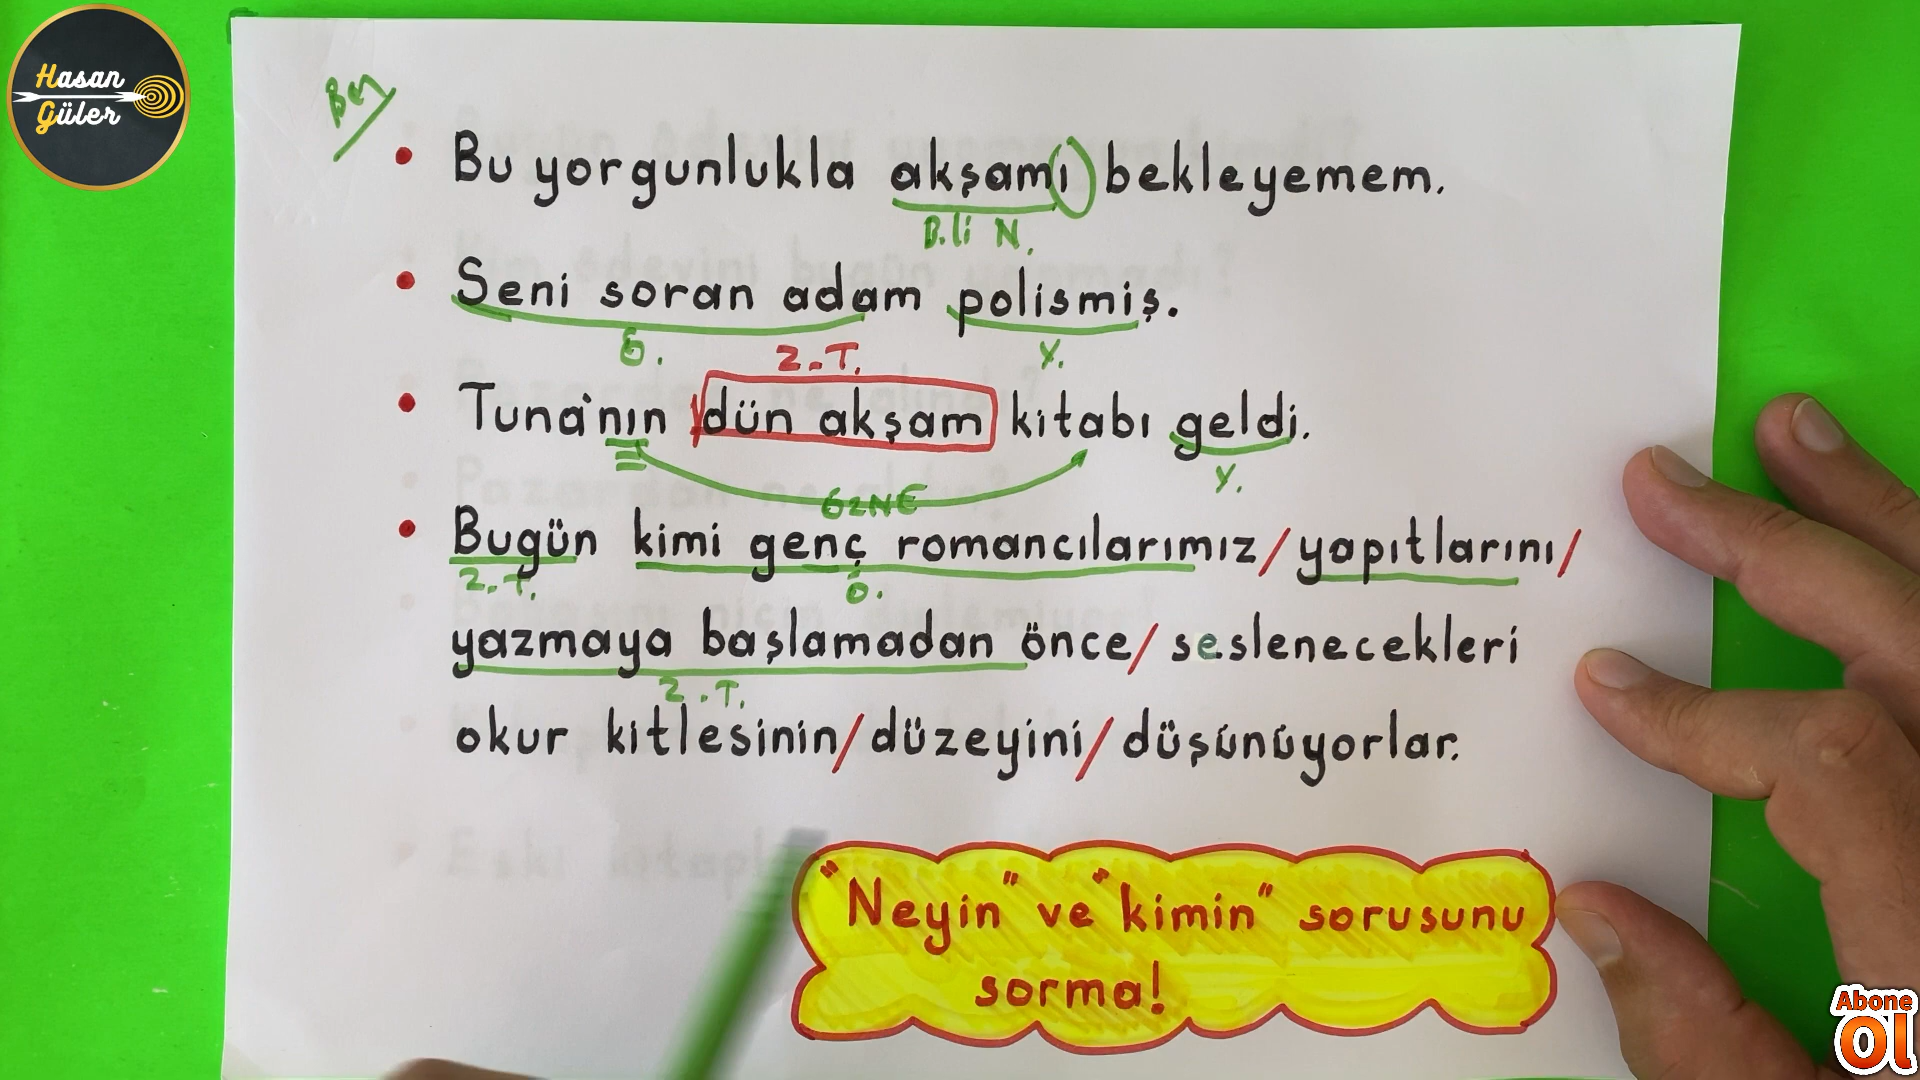 Hasan
Güler
Ben
• Bu yorgunlukla akşamı bekleyemem.
B.li N.
• Seni soran adam polismiş.
Ö. Z.T. Y.
• Tuna'nın dün akşam kitabı geldi.
ÖZNE Y.
• Bugün kimi genç romancılarımız/yapıtlarını/
Z.T. Ö.
yazmaya başlamadan önce/ seslenecekleri
Z.T.
okur kitlesinin/düzeyini/düşünüyorlar.
"Neyin" ve "kimin" sorusunu
sorma!
Abone
Ol